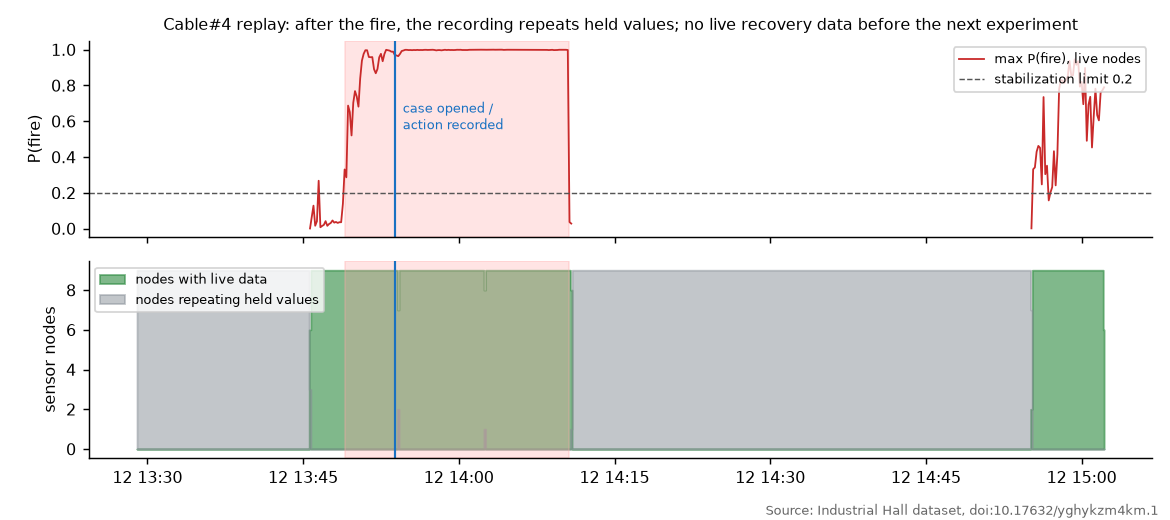 Cable#4 replay: after the fire, the recording repeats held values; no live recovery data before the next experiment
P(fire)
1.0
0.8
0.6
0.4
0.2
0.0
case opened /
action recorded
max P(fire), live nodes
stabilization limit 0.2
sensor nodes
8
6
4
2
0
nodes with live data
nodes repeating held values
12 13:30
12 13:45
12 14:00
12 14:15
12 14:30
12 14:45
12 15:00
Source: Industrial Hall dataset, doi:10.17632/yghykzm4km.1